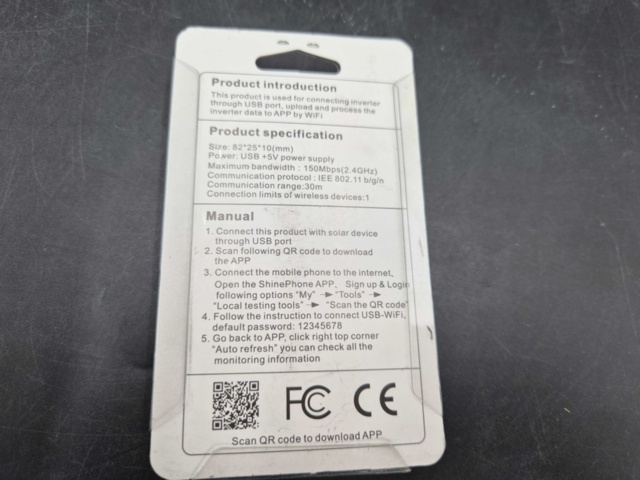 Product introduction
This product is used for connecting inverter
through USB port, upload and process the
inverter data to APP by WiFi
Product specification
Size: 82*25*10(mm)
Power: USB +5V power supply
Maximum bandwidth : 150Mbps(2.4GHz)
Communication protocol : IEE 802.11 b/g/n
Communication range:30m
Connection limits of wireless devices:1
Manual
1. Connect this product with solar device
through USB port
2. Scan following QR code to download
the APP
3. Connect the mobile phone to the internet,
Open the ShinePhone APP、 Sign up & Login
following options "My" → "Tools" →
"Local testing tools" → "Scan the QR code"
4. Follow the instruction to connect USB-WiFi,
default password: 12345678
5. Go back to APP, click right top corner
"Auto refresh" you can check all the
monitoring information
FC CE
Scan QR code to download APP